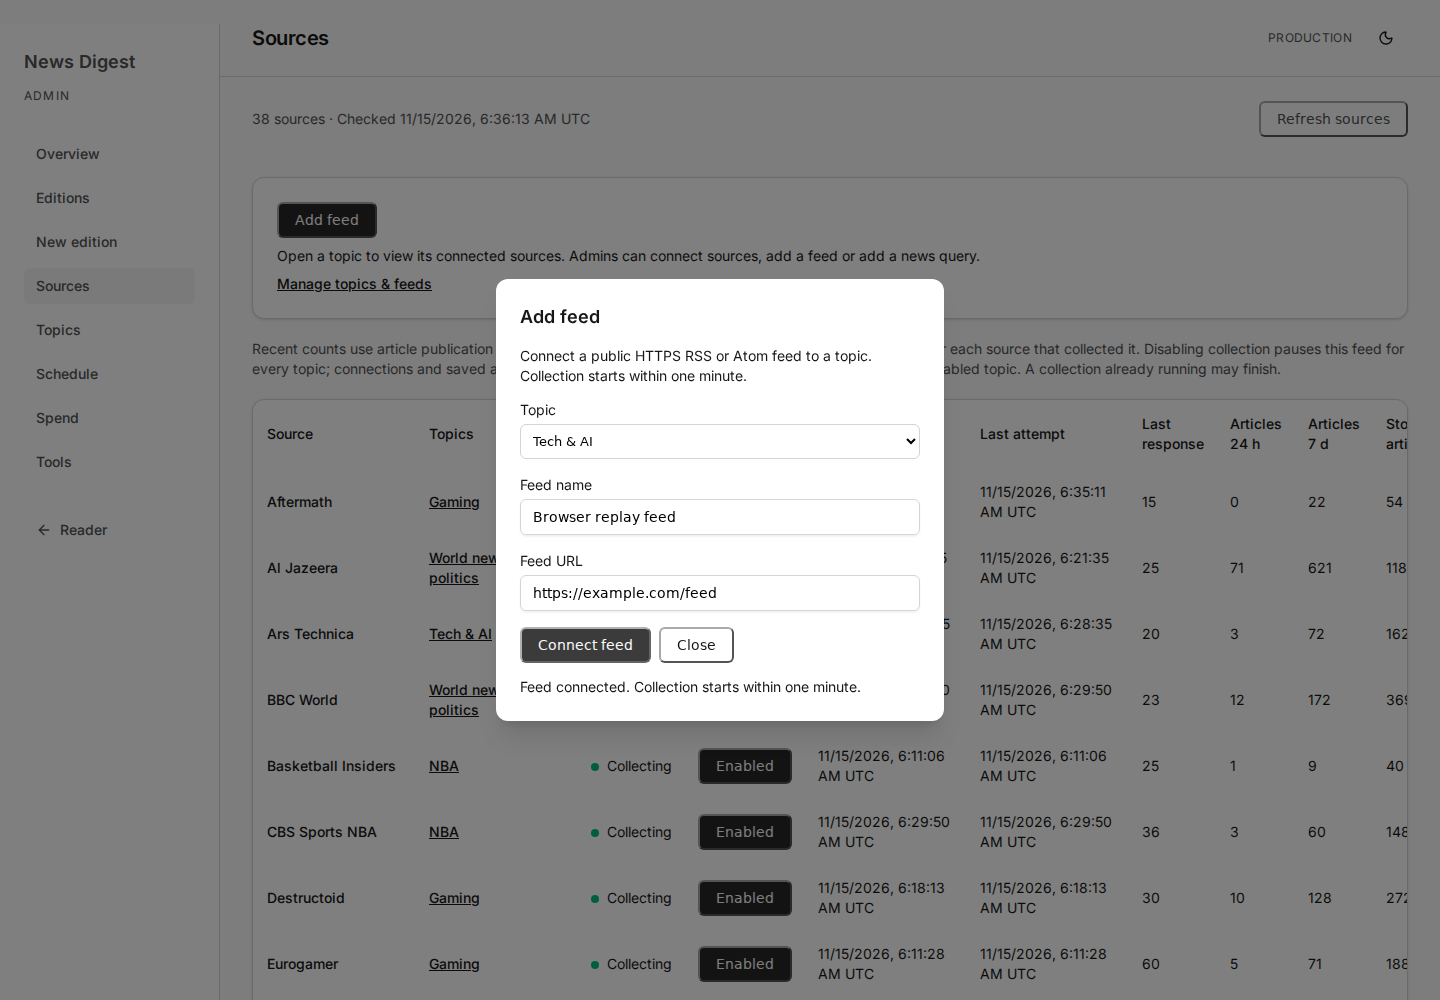 News Digest
ADMIN
Overview
Editions
New edition
Sources
Topics
Schedule
Spend
Tools
Reader
Sources
PRODUCTION
38 sources · Checked 11/15/2026, 6:36:13 AM UTC
Refresh sources
Add feed
Open a topic to view its connected sources. Admins can connect sources, add a feed or add a news query.
Manage topics & feeds
Recent counts use article publication
r each source that collected it. Disabling collection pauses this feed for
every topic; connections and saved
topic. A collection already running may finish.
Add feed
Connect a public HTTPS RSS or Atom feed to a topic.
Collection starts within one minute.
Topic
Tech & AI
Feed name
Browser replay feed
Feed URL
https://example.com/feed
Connect feed
Close
Feed connected. Collection starts within one minute.
Source
Topics
Last attempt
Last
response
Articles
24 h
Articles
7 d
Aftermath
Gaming
11/15/2026, 6:35:11
AM UTC
15
0
22
54
Al Jazeera
World
politics
11/15/2026, 6:21:35
AM UTC
25
71
621
118
Ars Technica
Tech & AI
11/15/2026, 6:28:35
AM UTC
20
3
72
162
BBC World
World
politics
11/15/2026, 6:29:50
AM UTC
23
12
172
Basketball Insiders
NBA
Collecting
Enabled
11/15/2026, 6:11:06
AM UTC
11/15/2026, 6:11:06
AM UTC
25
1
9
40
CBS Sports NBA
NBA
Collecting
Enabled
11/15/2026, 6:29:50
AM UTC
11/15/2026, 6:29:50
AM UTC
36
3
60
148
Destructoid
Gaming
Collecting
Enabled
11/15/2026, 6:18:13
AM UTC
11/15/2026, 6:18:13
AM UTC
30
10
128
272
Eurogamer
Gaming
Collecting
Enabled
11/15/2026, 6:11:28
AM UTC
11/15/2026, 6:11:28
AM UTC
60
5
71
188